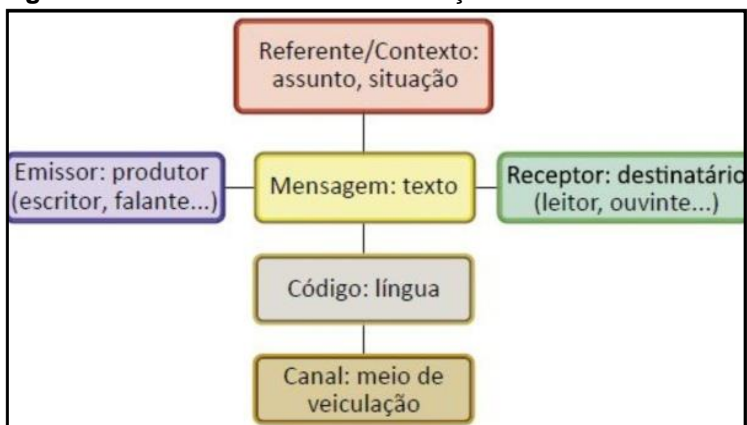 Referente/Contexto:
assunto, situação
Emissor: produtor
(escritor, falante...)
Mensagem: texto
Receptor: destinatário
(leitor, ouvinte...)
Código: língua
Canal: meio de
veiculação